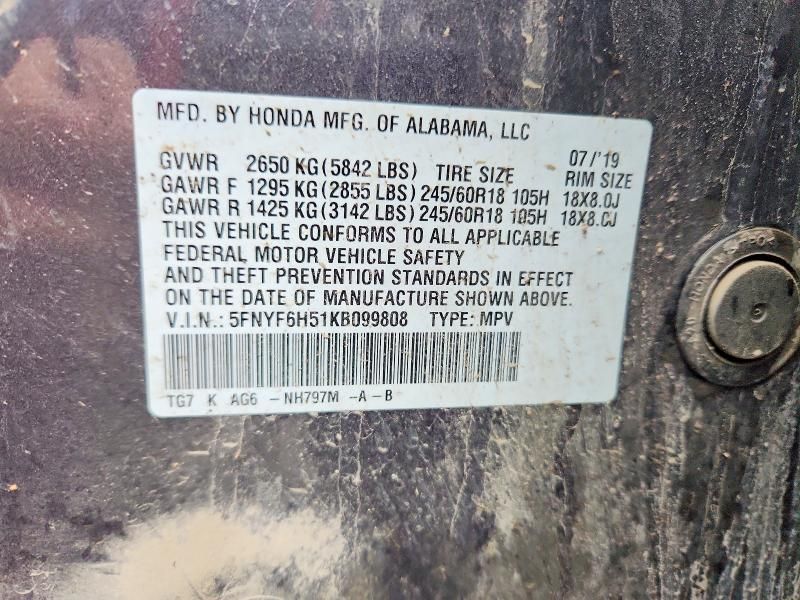 MFD. BY HONDA MFG. OF ALABAMA, LLC
07/'19
GVWR 2650 KG(5842 LBS) TIRE SIZE RIM SIZE
GAWR F 1295 KG(2855 LBS) 245/60R18 105H 18X8.0J
GAWR R 1425 KG(3142 LBS) 245/60R18 105H 18X8.0J
THIS VEHICLE CONFORMS TO ALL APPLICABLE
FEDERAL MOTOR VEHICLE SAFETY
AND THEFT PREVENTION STANDARDS IN EFFECT
ON THE DATE OF MANUFACTURE SHOWN ABOVE.
V.I.N.: 5FNYF6H51KB099808 TYPE: MPV
TG7 K AG6 -NH797M -A-B
HONDA